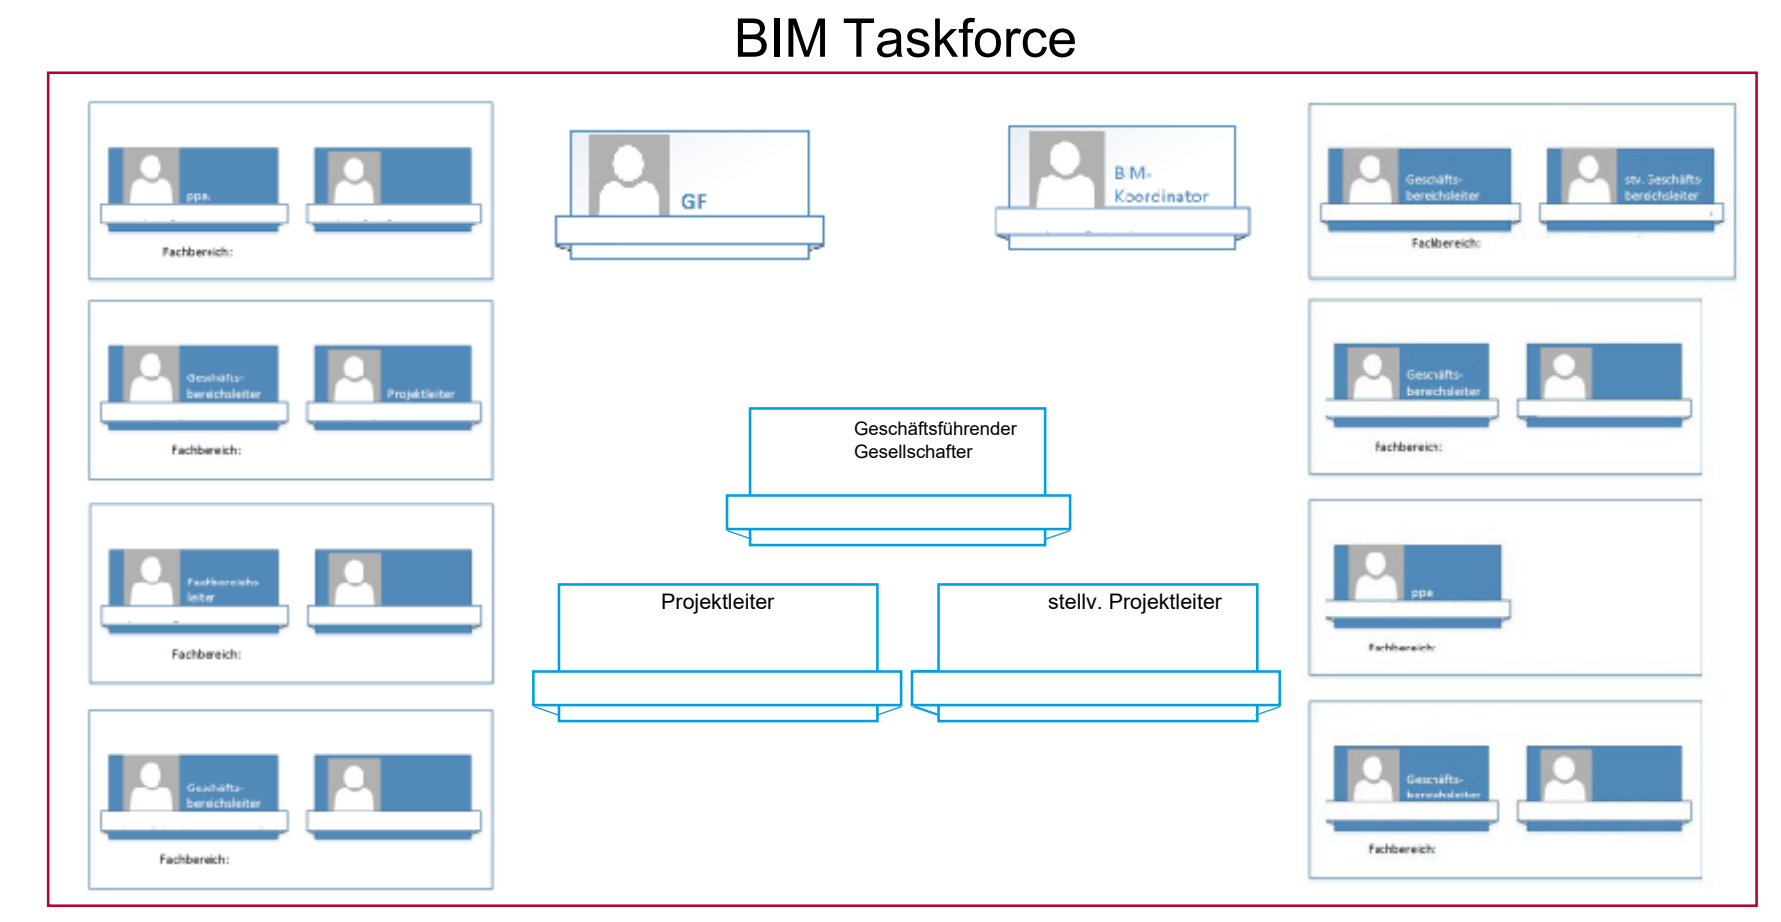 BIM Taskforce
ppa.
Fachbereich:
Geschäfts-
bereichsleiter
Projektleiter
Fachbereich:
Fachbereichs
leiter
Fachbereich:
Geschäfts-
bereichsleiter
Fachbereich:
GF
BIM-
Koordinator
Geschäftsführender
Gesellschafter
Projektleiter
stellv. Projektleiter
Geschäfts-
bereichsleiter
stv. Geschäfts-
bereichsleiter
Fachbereich:
Geschäfts-
bereichsleiter
Fachbereich:
ppa
Fachbereich:
Geschäfts-
bereichsleiter
Fachbereich: